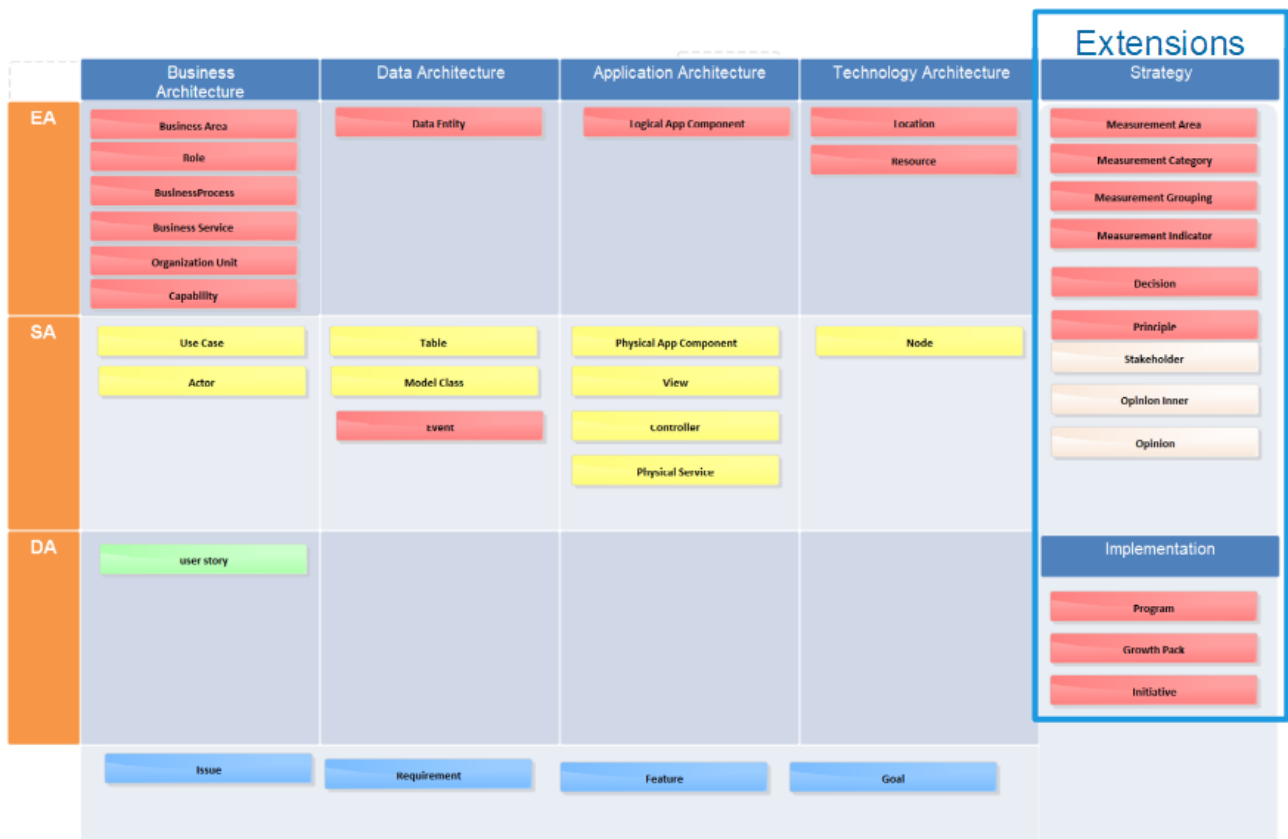 Extensions
Business
Architecture
Data Architecture
Application Architecture
Technology Architecture
Strategy
EA
Business Area
Role
BusinessProcess
Business Service
Organization Unit
Capability
Data Entity
Logical App Component
Location
Resource
Measurement Area
Measurement Category
Measurement Grouping
Measurement Indicator
Decision
Principle
Stakeholder
Opinion Inner
Opinion
SA
Use Case
Actor
Table
Model Class
Event
Physical App Component
View
Controller
Physical Service
Node
DA
user story
Implementation
Program
Growth Pack
Initiative
Issue
Requirement
Feature
Goal